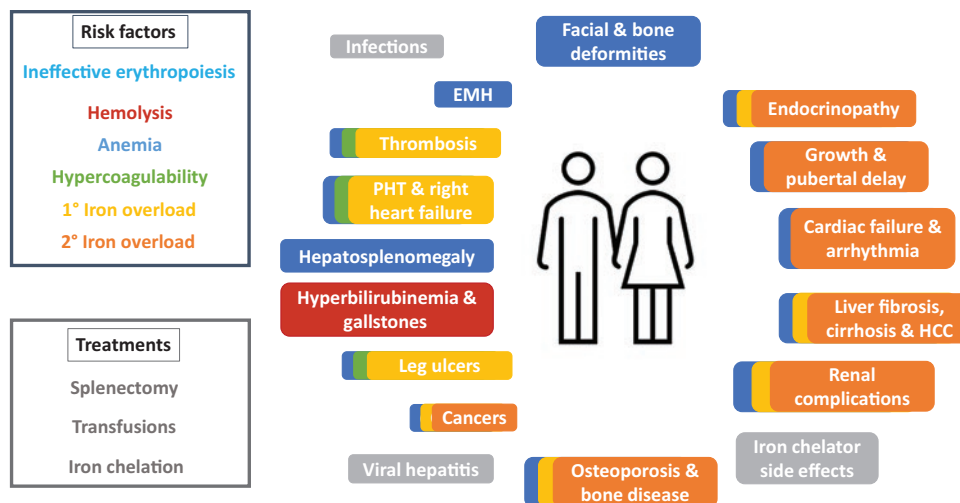 Risk factors
Ineffective erythropoiesis
Hemolysis
Anemia
Hypercoagulability
1° Iron overload
2° Iron overload
Treatments
Splenectomy
Transfusions
Iron chelation
Infections
EMH
Thrombosis
PHT & right
heart failure
Hepatosplenomegaly
Hyperbilirubinemia &
gallstones
Leg ulcers
Cancers
Viral hepatitis
Facial & bone
deformities
Osteoporosis &
bone disease
Endocrinopathy
Growth &
pubertal delay
Cardiac failure &
arrhythmia
Liver fibrosis,
cirrhosis & HCC
Renal
complications
Iron chelator
side effects